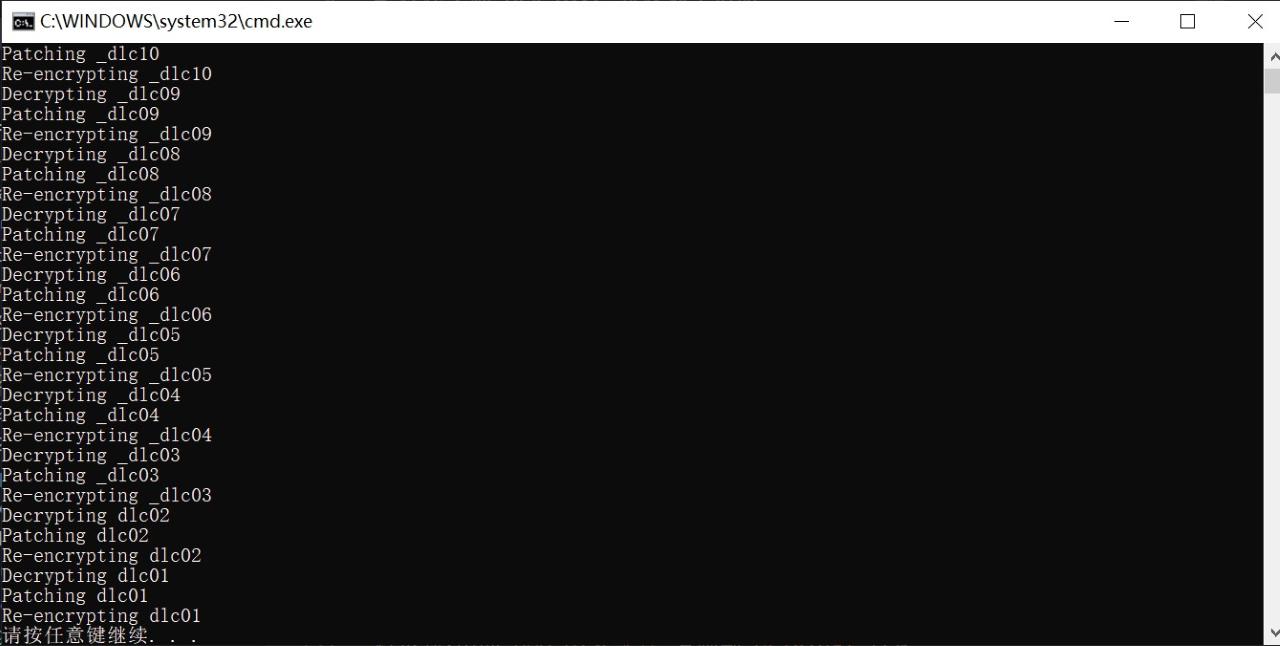 C:\WINDOWS\system32\cmd.exe
Patching _dlc10
Re-encrypting _dlc10
Decrypting _dlc09
Patching _dlc09
Re-encrypting _dlc09
Decrypting _dlc08
Patching _dlc08
Re-encrypting _dlc08
Decrypting _dlc07
Patching _dlc07
Re-encrypting _dlc07
Decrypting _dlc06
Patching _dlc06
Re-encrypting _dlc06
Decrypting _dlc05
Patching _dlc05
Re-encrypting _dlc05
Decrypting _dlc04
Patching _dlc04
Re-encrypting _dlc04
Decrypting _dlc03
Patching _dlc03
Re-encrypting _dlc03
Decrypting dlc02
Patching dlc02
Re-encrypting dlc02
Decrypting dlc01
Patching dlc01
Re-encrypting dlc01
请按任意键继续. . .